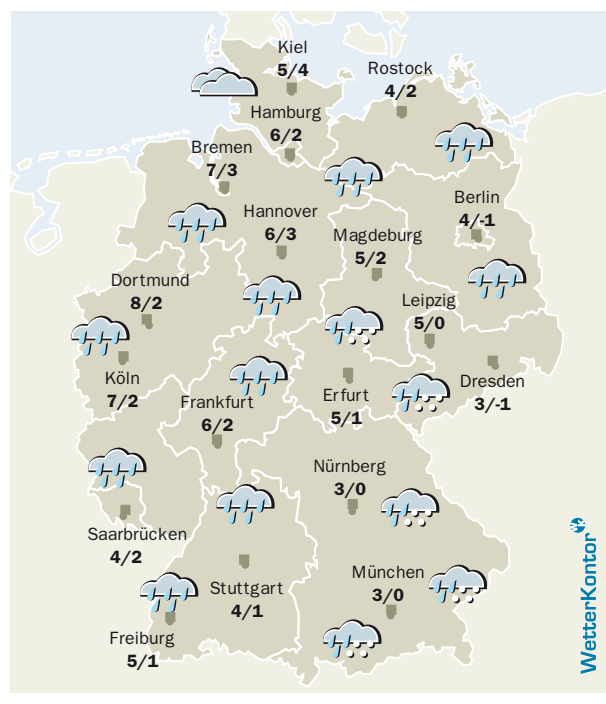 Kiel
5/4
Rostock
4/2
Hamburg
6/2
Bremen
7/3
Berlin
4/-1
Hannover
6/3
Magdeburg
5/2
Dortmund
8/2
Leipzig
5/0
Köln
7/2
Dresden
3/-1
Erfurt
5/1
Frankfurt
6/2
Nürnberg
3/0
Saarbrücken
4/2
München
3/0
Stuttgart
4/1
Freiburg
5/1
WetterKontor